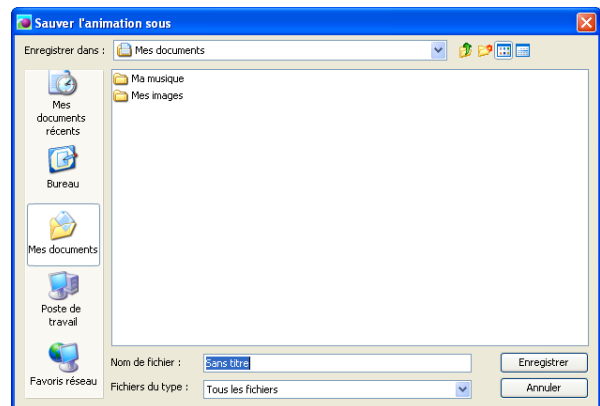 Sauver l'animation sous
Enregistrer dans :
Mes documents
Ma musique
Mes images
Mes
documents
récents
Bureau
Mes documents
Poste de
travail
Favoris réseau
Nom de fichier :
Sans titre
Enregistrer
Fichiers du type :
Tous les fichiers
Annuler